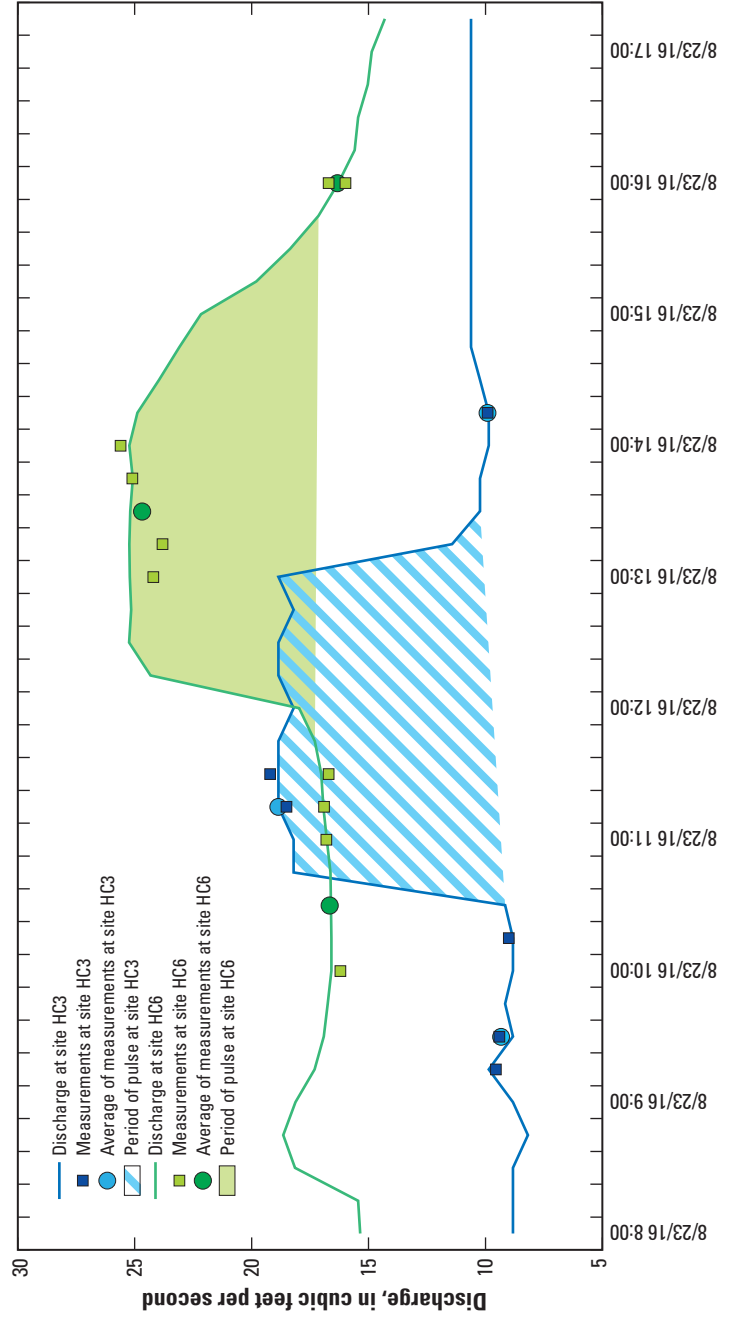 Discharge, in cubic feet per second
30
25
20
15
10
5
Discharge at site HC3
Measurements at site HC3
Average of measurements at site HC3
Period of pulse at site HC3
Discharge at site HC6
Measurements at site HC6
Average of measurements at site HC6
Period of pulse at site HC6
8/23/16 8:00
8/23/16 9:00
8/23/16 10:00
8/23/16 11:00
8/23/16 12:00
8/23/16 13:00
8/23/16 14:00
8/23/16 15:00
8/23/16 16:00
8/23/16 17:00